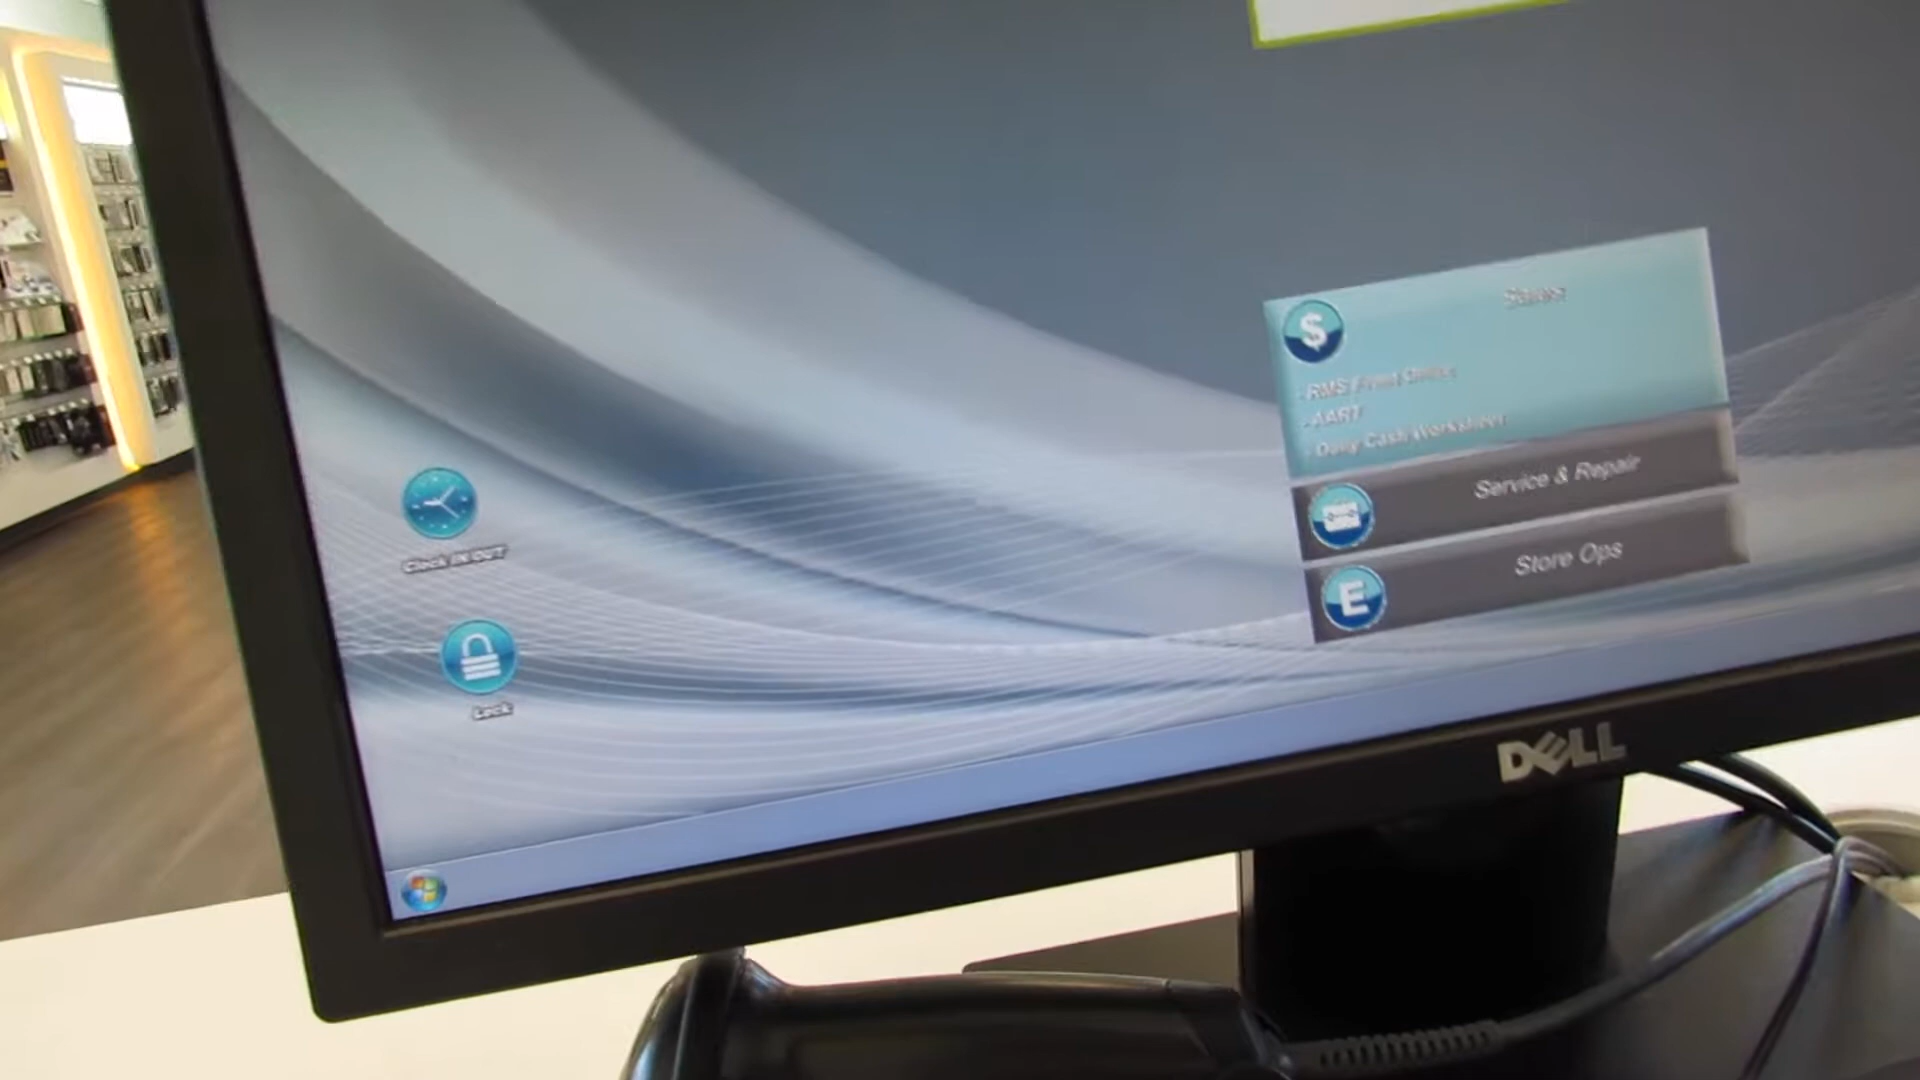 Sales
$
- RMS Front Office
- AART
- Daily Cash Worksheet
Service & Repair
Store Ops
E
Clock IN OUT
Lock
DELL